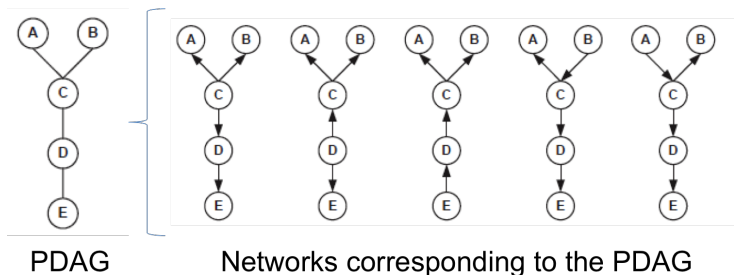 A B
C
D
E
A B A B A B A B A B
C C C C C
D D D D D
E E E E E
PDAG Networks corresponding to the PDAG